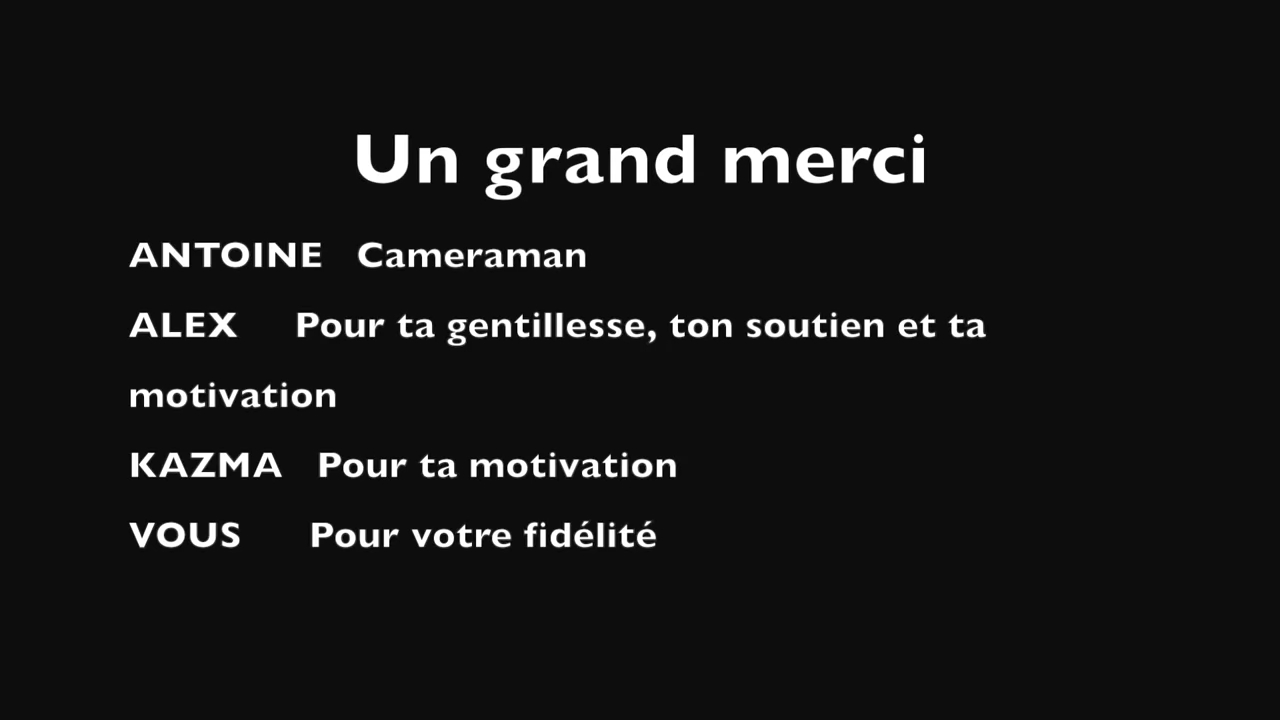 Un grand merci
ANTOINE Cameraman
ALEX Pour ta gentillesse, ton soutien et ta
motivation
KAZMA Pour ta motivation
VOUS Pour votre fidélité